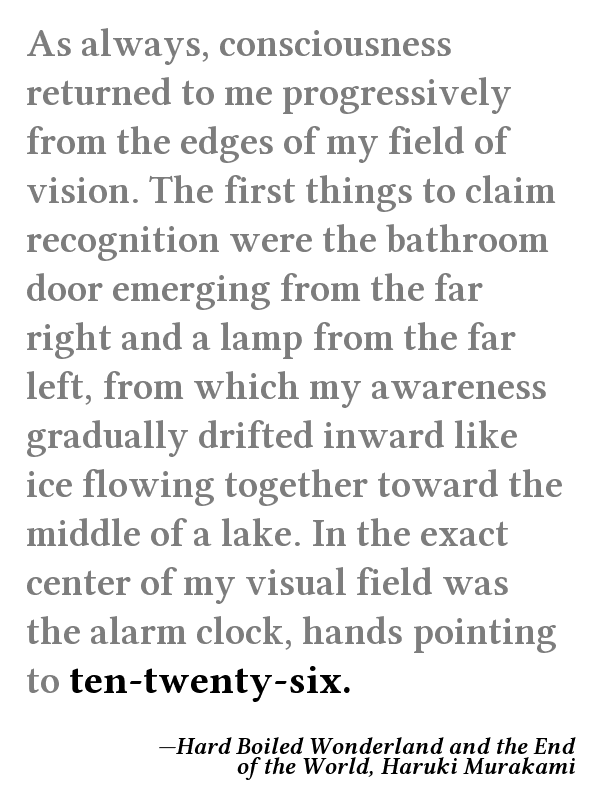 As always, consciousness
returned to me progressively
from the edges of my field of
vision. The first things to claim
recognition were the bathroom
door emerging from the far
right and a lamp from the far
left, from which my awareness
gradually drifted inward like
ice flowing together toward the
middle of a lake. In the exact
center of my visual field was
the alarm clock, hands pointing
to ten-twenty-six.
—Hard Boiled Wonderland and the End
of the World, Haruki Murakami